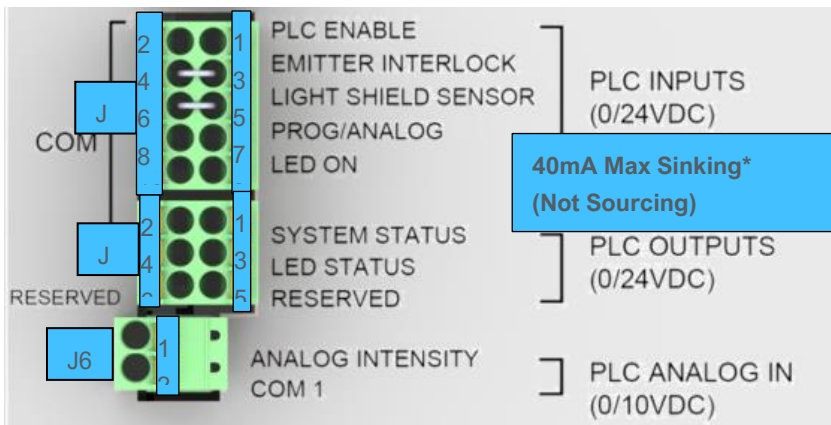 2
1
PLC ENABLE
4
3
EMITTER INTERLOCK
J
6
5
LIGHT SHIELD SENSOR
COM
8
7
PROG/ANALOG
LED ON
PLC INPUTS
(0/24VDC)
40mA Max Sinking*
(Not Sourcing)
2
1
SYSTEM STATUS
J
4
3
LED STATUS
RESERVED
5
RESERVED
PLC OUTPUTS
(0/24VDC)
J6
1
ANALOG INTENSITY
COM 1
PLC ANALOG IN
(0/10VDC)